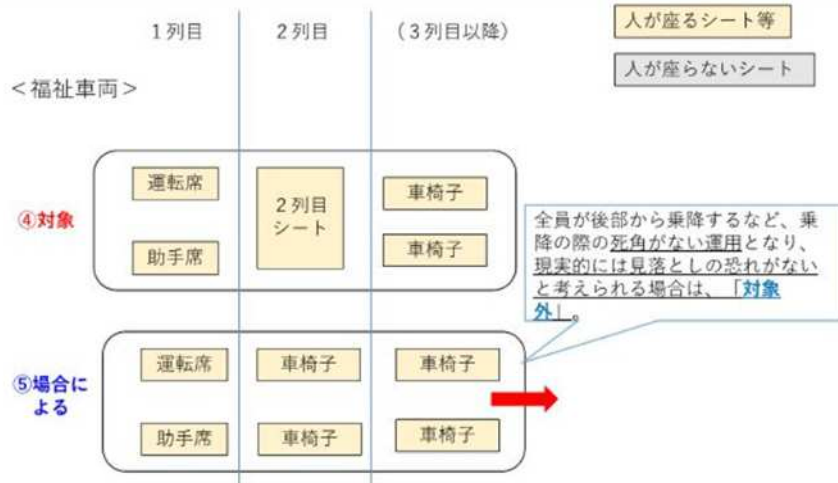 1列目
2列目
(3列目以降)
人が座るシート等
人が座らないシート
<福祉車両>
④対象
運転席
助手席
2列目
シート
車椅子
車椅子
全員が後部から乗降するなど、乗
降の際の死角がない運用となり、
現実的には見落としの恐れがない
と考えられる場合は、「対象
外」。
⑤場合に
よる
運転席
車椅子
車椅子
助手席
車椅子
車椅子